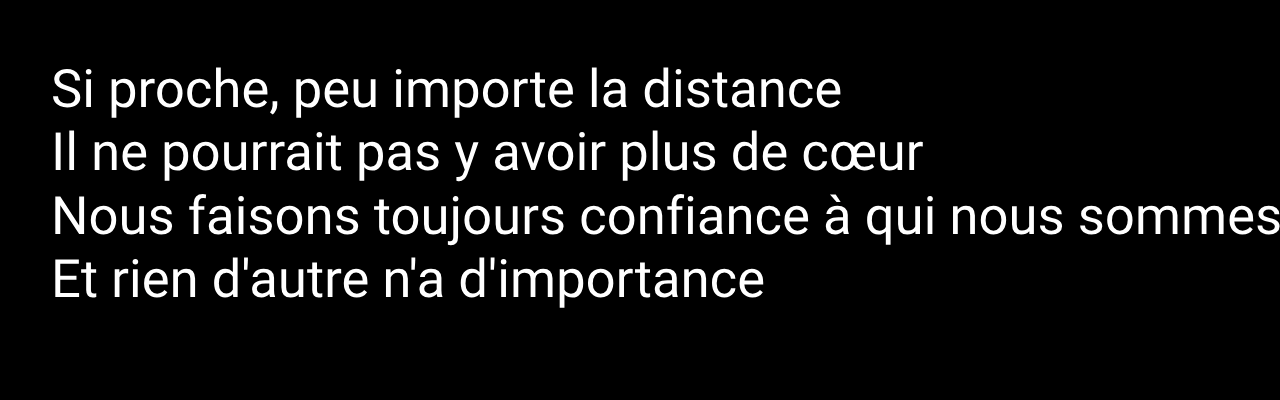 Si proche, peu importe la distance
Il ne pourrait pas y avoir plus de cœur
Nous faisons toujours confiance à qui nous sommes
Et rien d'autre n'a d'importance